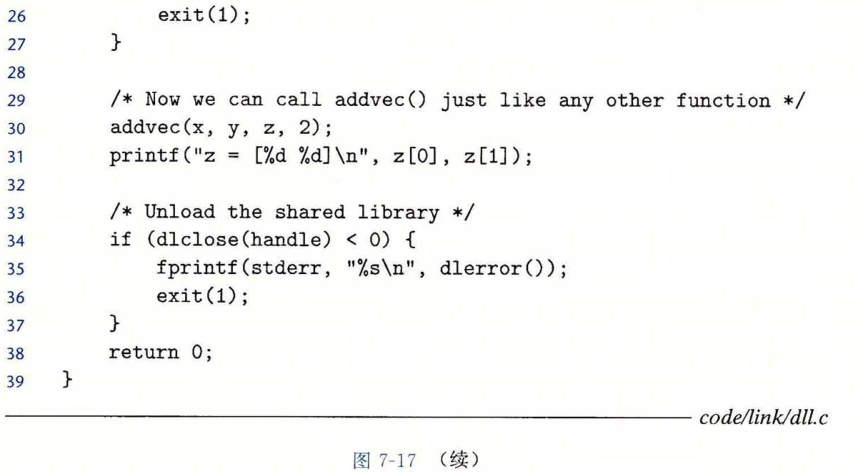 26            exit(1);
27        }
28
29        /* Now we can call addvec() just like any other function */
30        addvec(x, y, z, 2);
31        printf("z = [%d %d]\n", z[0], z[1]);
32
33        /* Unload the shared library */
34        if (dlclose(handle) < 0) {
35            fprintf(stderr, "%s\n", dlerror());
36            exit(1);
37        }
38        return 0;
39    }
code/link/dll.c
图 7-17 （续）